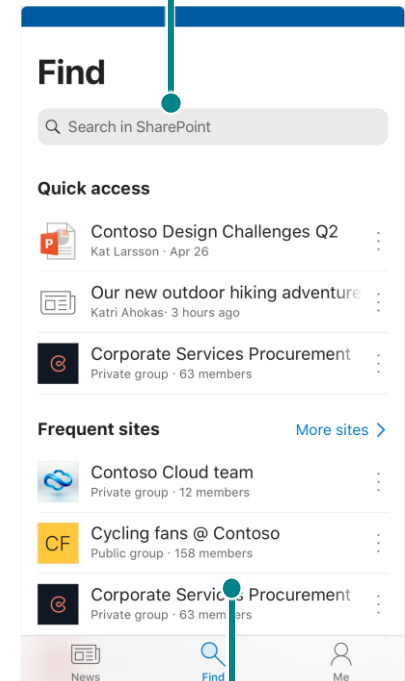 Find
Search in SharePoint
Quick access
Contoso Design Challenges Q2
Kat Larsson · Apr 26
Our new outdoor hiking adventure
Katri Ahokas· 3 hours ago
Corporate Services Procurement
Private group · 63 members
Frequent sites
More sites >
Contoso Cloud team
Private group · 12 members
CF
Cycling fans @ Contoso
Public group · 158 members
Corporate Services Procurement
Private group · 63 members
News
Find
Me